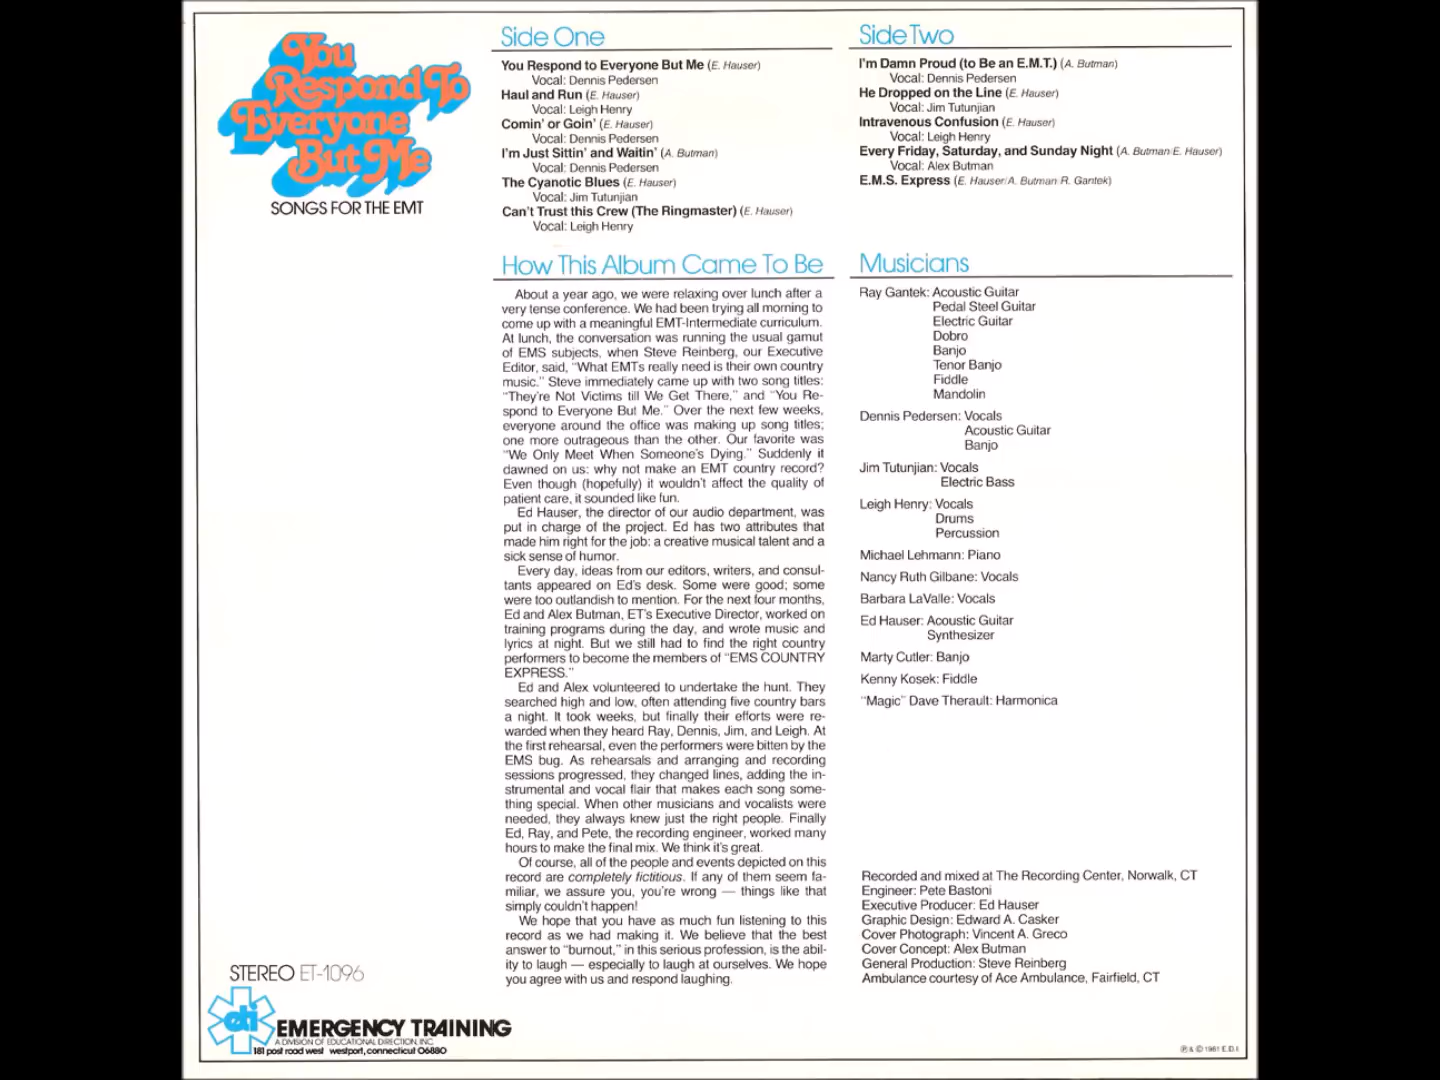 You
Respond To
Everyone
But Me
SONGS FOR THE EMT
Side One
You Respond to Everyone But Me (E. Hauser)
Vocal: Dennis Pedersen
Haul and Run (E. Hauser)
Vocal: Leigh Henry
Comin' or Goin' (E. Hauser)
Vocal: Dennis Pedersen
I'm Just Sittin' and Waitin' (A. Butman)
Vocal: Dennis Pedersen
The Cyanotic Blues (E. Hauser)
Vocal: Jim Tutunjian
Can't Trust this Crew (The Ringmaster) (E. Hauser)
Vocal: Leigh Henry
Side Two
I'm Damn Proud (to Be an E.M.T.) (A. Butman)
Vocal: Dennis Pedersen
He Dropped on the Line (E. Hauser)
Vocal: Jim Tutunjian
Intravenous Confusion (E. Hauser)
Vocal: Leigh Henry
Every Friday, Saturday, and Sunday Night (A. Butman/E. Hauser)
Vocal: Alex Butman
E.M.S. Express (E. Hauser/A. Butman/R. Gantek)
How This Album Came To Be
About a year ago, we were relaxing over lunch after a
very tense conference. We had been trying all morning to
come up with a meaningful EMT-Intermediate curriculum.
At lunch, the conversation was running the usual gamut
of EMS subjects, when Steve Reinberg, our Executive
Editor, said, "What EMTs really need is their own country
music." Steve immediately came up with two song titles:
"They're Not Victims till We Get There," and "You Re-
spond to Everyone But Me." Over the next few weeks,
everyone around the office was making up song titles;
one more outrageous than the other. Our favorite was
"We Only Meet When Someone's Dying." Suddenly it
dawned on us: why not make an EMT country record?
Even though (hopefully) it wouldn't affect the quality of
patient care, it sounded like fun.
Ed Hauser, the director of our audio department, was
put in charge of the project. Ed has two attributes that
made him right for the job: a creative musical talent and a
sick sense of humor.
Every day, ideas from our editors, writers, and consul-
tants appeared on Ed's desk. Some were good; some
were too outlandish to mention. For the next four months,
Ed and Alex Butman, ET's Executive Director, worked on
training programs during the day, and wrote music and
lyrics at night. But we still had to find the right country
performers to become the members of "EMS COUNTRY
EXPRESS."
Ed and Alex volunteered to undertake the hunt. They
searched high and low, often attending five country bars
a night. It took weeks, but finally their efforts were re-
warded when they heard Ray, Dennis, Jim, and Leigh. At
the first rehearsal, even the performers were bitten by the
EMS bug. As rehearsals and arranging and recording
sessions progressed, they changed lines, adding the in-
strumental and vocal flair that makes each song some-
thing special. When other musicians and vocalists were
needed, they always knew just the right people. Finally
Ed, Ray, and Pete, the recording engineer, worked many
hours to make the final mix. We think it's great.
Of course, all of the people and events depicted on this
record are completely fictitious. If any of them seem fa-
miliar, we assure you, you're wrong — things like that
simply couldn't happen!
We hope that you have as much fun listening to this
record as we had making it. We believe that the best
answer to "burnout," in this serious profession, is the abil-
ity to laugh — especially to laugh at ourselves. We hope
you agree with us and respond laughing.
Musicians
Ray Gantek: Acoustic Guitar
Pedal Steel Guitar
Electric Guitar
Dobro
Banjo
Tenor Banjo
Fiddle
Mandolin
Dennis Pedersen: Vocals
Acoustic Guitar
Banjo
Jim Tutunjian: Vocals
Electric Bass
Leigh Henry: Vocals
Drums
Percussion
Michael Lehmann: Piano
Nancy Ruth Gilbane: Vocals
Barbara LaValle: Vocals
Ed Hauser: Acoustic Guitar
Synthesizer
Marty Cutler: Banjo
Kenny Kosek: Fiddle
"Magic" Dave Therault: Harmonica
Recorded and mixed at The Recording Center, Norwalk, CT
Engineer: Pete Bastoni
Executive Producer: Ed Hauser
Graphic Design: Edward A. Casker
Cover Photograph: Vincent A. Greco
Cover Concept: Alex Butman
General Production: Steve Reinberg
Ambulance courtesy of Ace Ambulance, Fairfield, CT
STEREO ET-1096
eti
EMERGENCY TRAINING
A DIVISION OF EDUCATIONAL DIRECTION, INC.
181 post road west westport, connecticut 06880
℗ & © 1981 E.D.I.